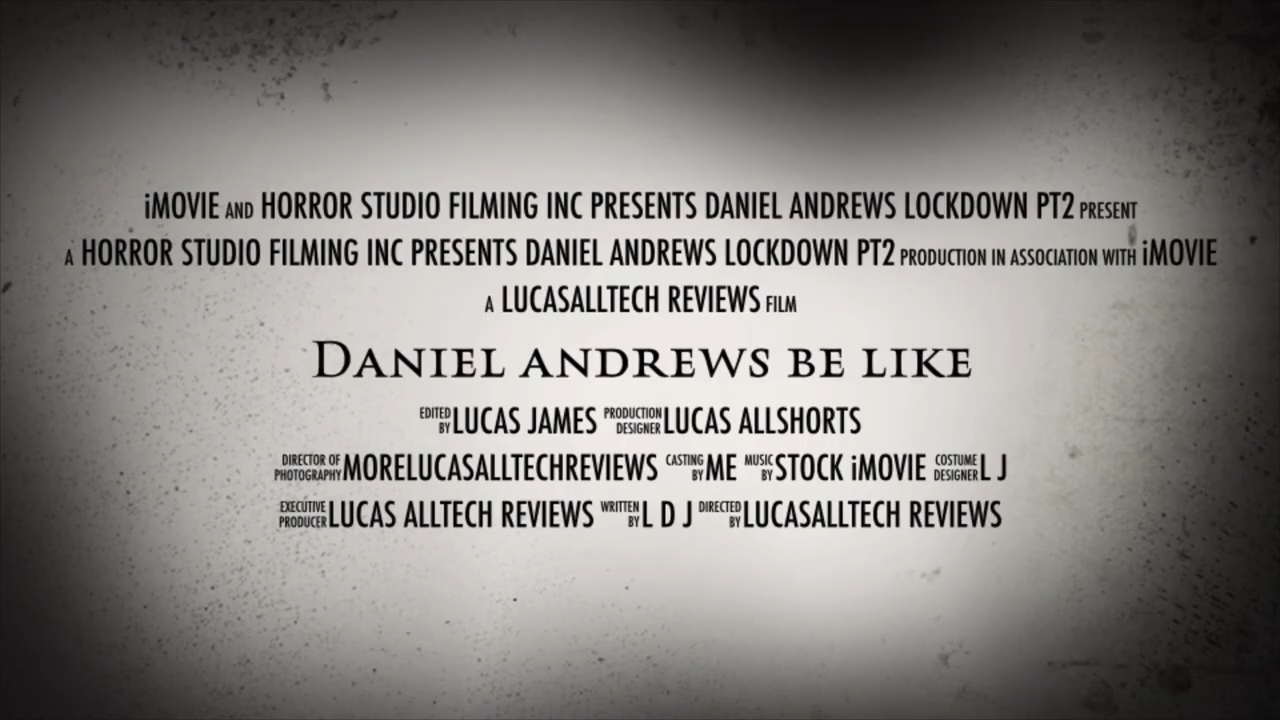 iMOVIE AND HORROR STUDIO FILMING INC PRESENTS DANIEL ANDREWS LOCKDOWN PT2 PRESENT
A HORROR STUDIO FILMING INC PRESENTS DANIEL ANDREWS LOCKDOWN PT2 PRODUCTION IN ASSOCIATION WITH iMOVIE
A LUCASALLTECH REVIEWS FILM
DANIEL ANDREWS BE LIKE
EDITED BY LUCAS JAMES PRODUCTION DESIGNER LUCAS ALLSHORTS
DIRECTOR OF PHOTOGRAPHY MORELUCASALLTECHREVIEWS CASTING BY ME MUSIC BY STOCK iMOVIE COSTUME DESIGNER L J
EXECUTIVE PRODUCER LUCAS ALLTECH REVIEWS WRITTEN BY L D J DIRECTED BY LUCASALLTECH REVIEWS